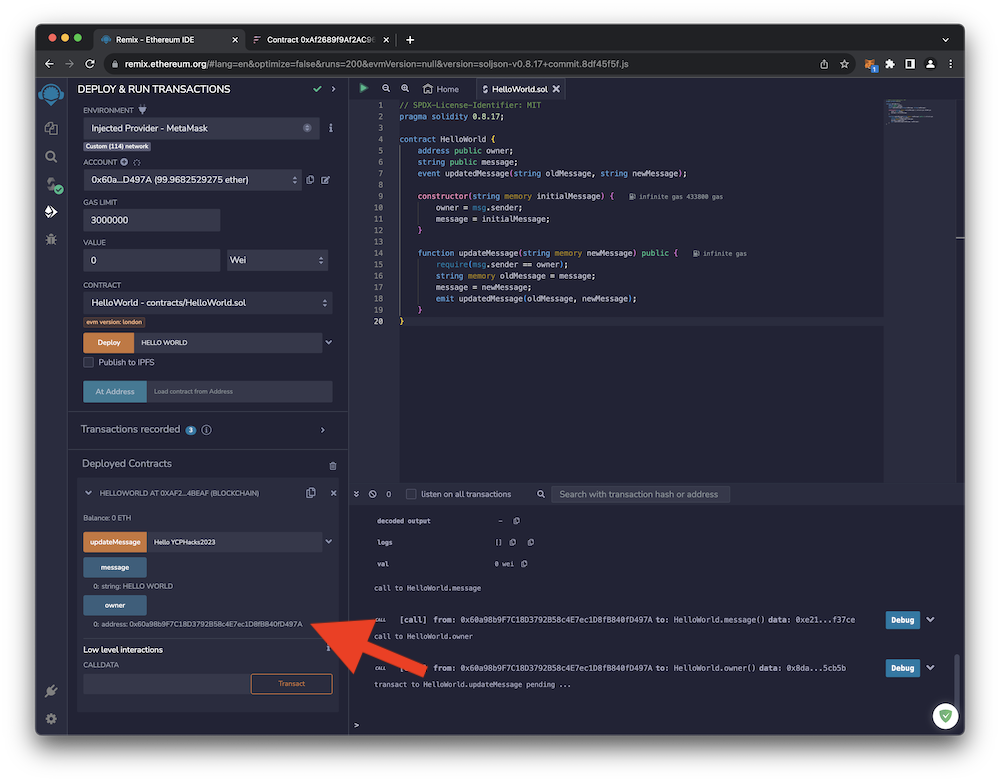 Remix - Ethereum IDE
Contract 0xAf2689f9Af2AC9
remix.ethereum.org/#lang=en&optimize=false&runs=200&evmVersion=null&version=soljson-v0.8.17+commit.8df45f5f.js
DEPLOY & RUN TRANSACTIONS
ENVIRONMENT
Injected Provider - MetaMask
Custom (114) network
ACCOUNT
0x60a...D497A (99.9682529275 ether)
GAS LIMIT
3000000
VALUE
0
Wei
CONTRACT
HelloWorld - contracts/HelloWorld.sol
evm version: london
Deploy
HELLO WORLD
Publish to IPFS
At Address
Load contract from Address
Transactions recorded 3 i
Deployed Contracts
HELLOWORLD AT 0XAF2...4BEAF (BLOCKCHAIN)
Balance: 0 ETH
updateMessage
Hello YCPHacks2023
message
0: string: HELLO WORLD
owner
0: address: 0x60a98b9F7C18D3792B58c4E7ec1D8fBB40fD497A
Low level interactions
CALLDATA
Transact
Home
HelloWorld.sol
1 // SPDX-License-Identifier: MIT
2 pragma solidity 0.8.17;
3
4 contract HelloWorld {
5 address public owner;
6 string public message;
7 event updatedMessage(string oldMessage, string newMessage);
8
9 constructor(string memory initialMessage) { infinite gas 433800 gas
10 owner = msg.sender;
11 message = initialMessage;
12 }
13
14 function updateMessage(string memory newMessage) public { infinite gas
15 require(msg.sender == owner);
16 string memory oldMessage = message;
17 message = newMessage;
18 emit updatedMessage(oldMessage, newMessage);
19 }
20 }
0
listen on all transactions
Search with transaction hash or address
decoded output -
logs []
val 0 wei
call to HelloWorld.message
CALL [call] from: 0x60a98b9F7C18D3792B58c4E7ec1D8fBB40fD497A to: HelloWorld.message() data: 0xe21...f37ce
Debug
call to HelloWorld.owner
CALL from: 0x60a98b9F7C18D3792B58c4E7ec1D8fBB40fD497A to: HelloWorld.owner() data: 0x8da...5cb5b
Debug
transact to HelloWorld.updateMessage pending ...
>